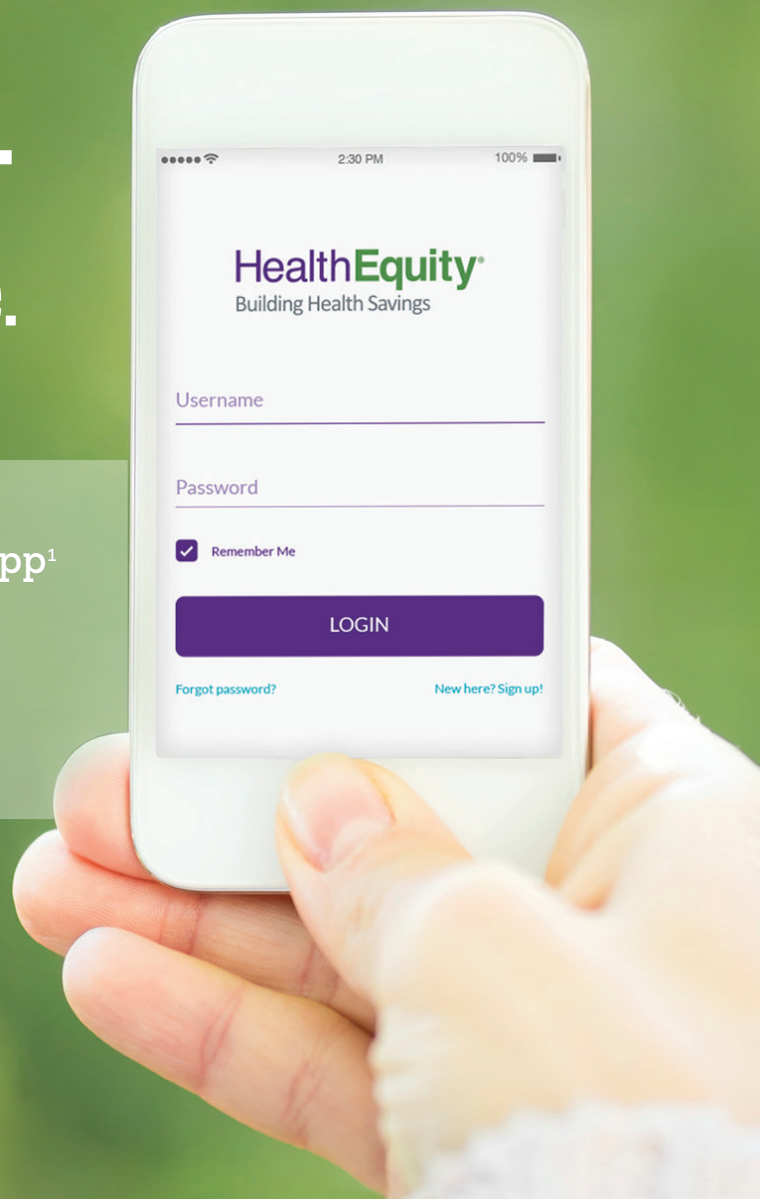 2:30 PM 100%
HealthEquity®
Building Health Savings
Username
Password
Remember Me
LOGIN
Forgot password? New here? Sign up!